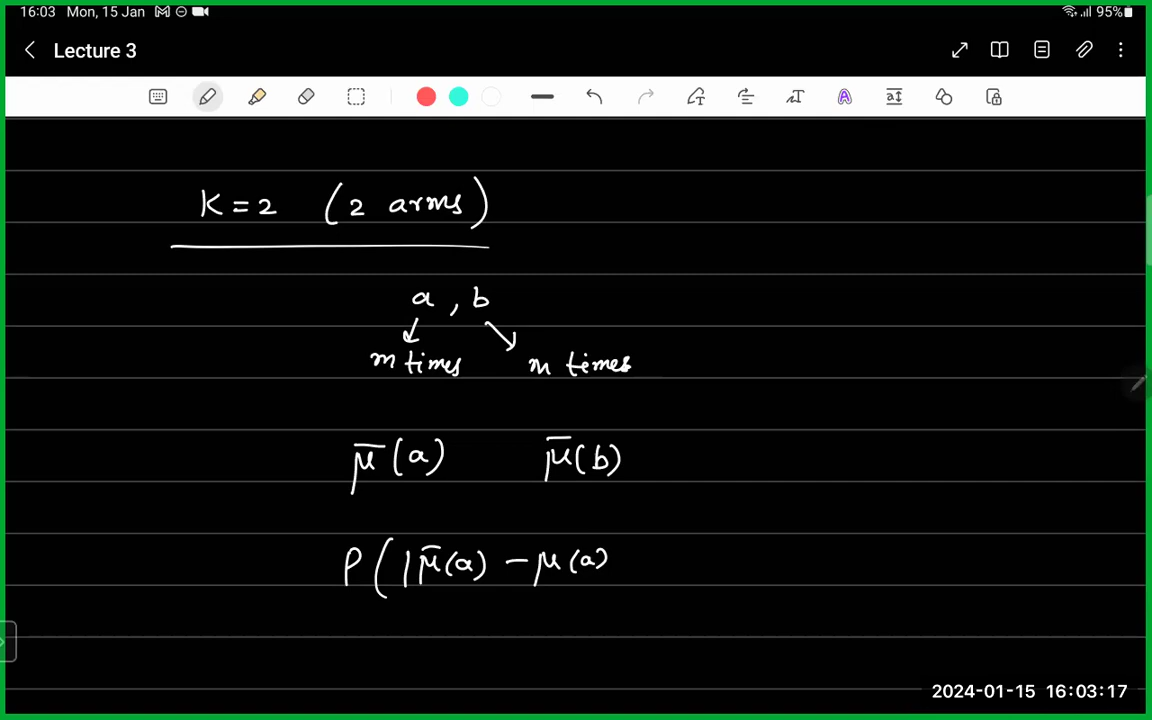 16:03 Mon, 15 Jan
95%
Lecture 3
K = 2 (2 arms)
a , b
m times m times
μ̅(a) μ̅(b)
P(|μ̅(a) - μ(a)
2024-01-15 16:03:17